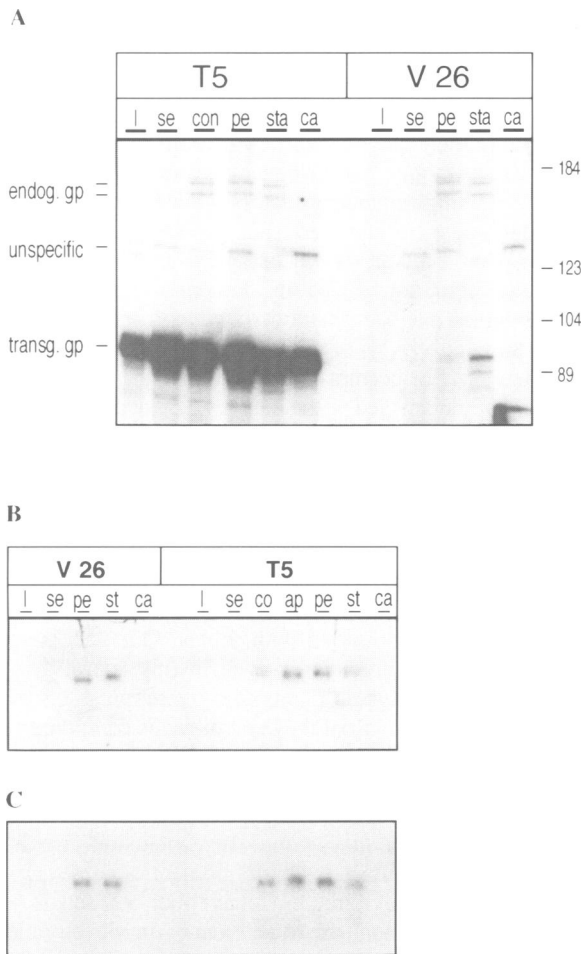 A
T5 V 26
l se con pe sta ca l se pe sta ca
endog. gp
unspecific
transg. gp
184
123
104
89
B
V 26 T5
l se pe st ca l se co ap pe st ca
C